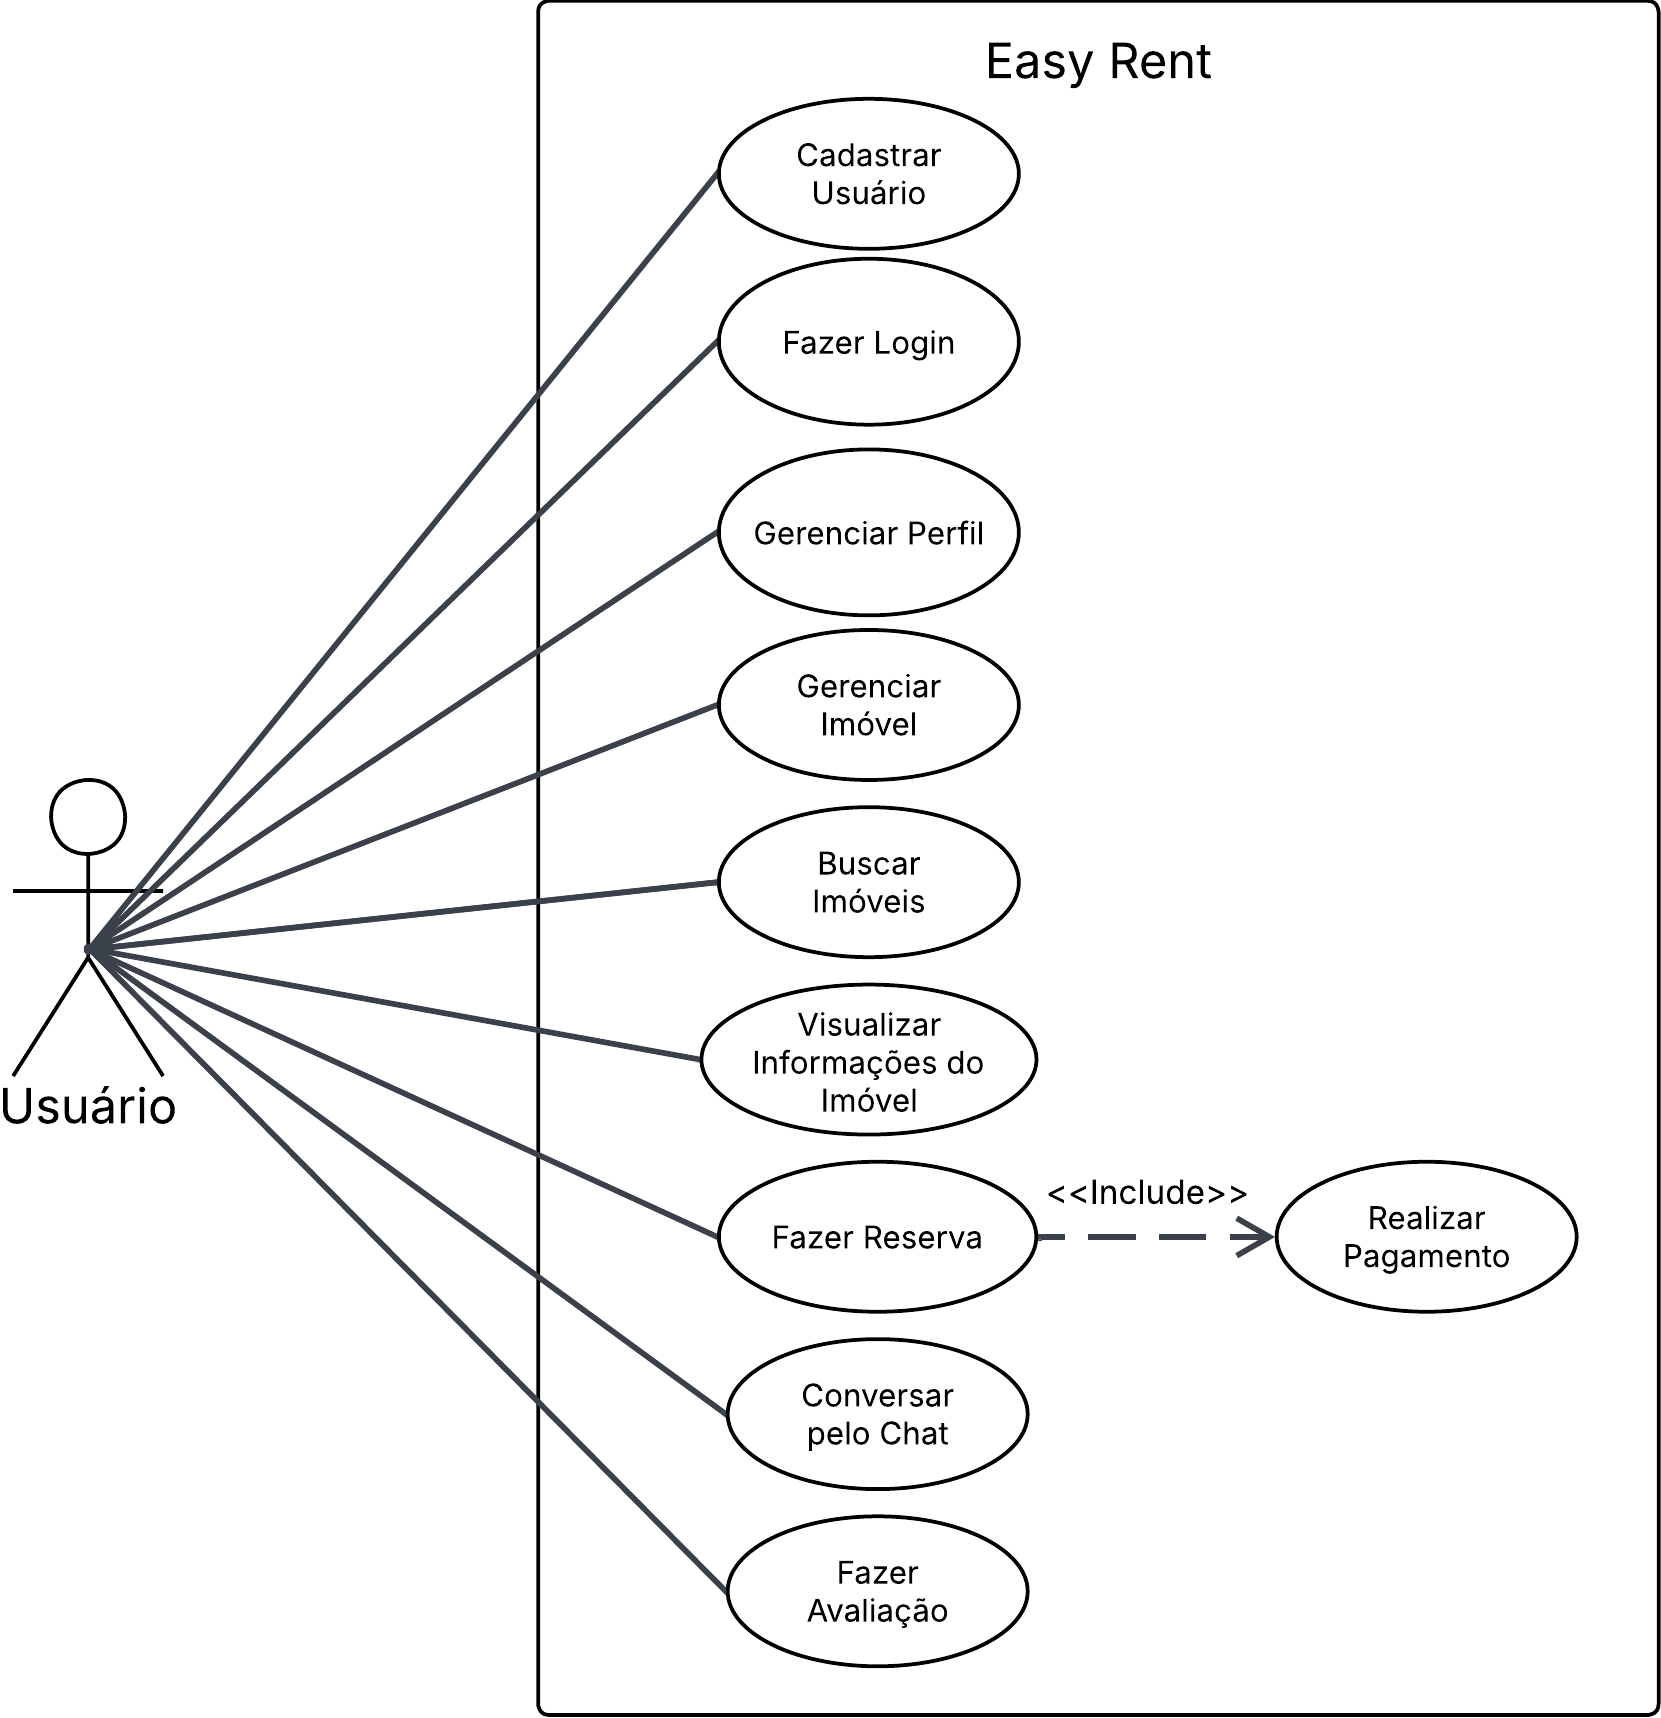 Easy Rent
Cadastrar
Usuário
Fazer Login
Gerenciar Perfil
Gerenciar
Imóvel
Buscar
Imóveis
Visualizar
Informações do
Imóvel
Usuário
Fazer Reserva
<<Include>>
Realizar
Pagamento
Conversar
pelo Chat
Fazer
Avaliação